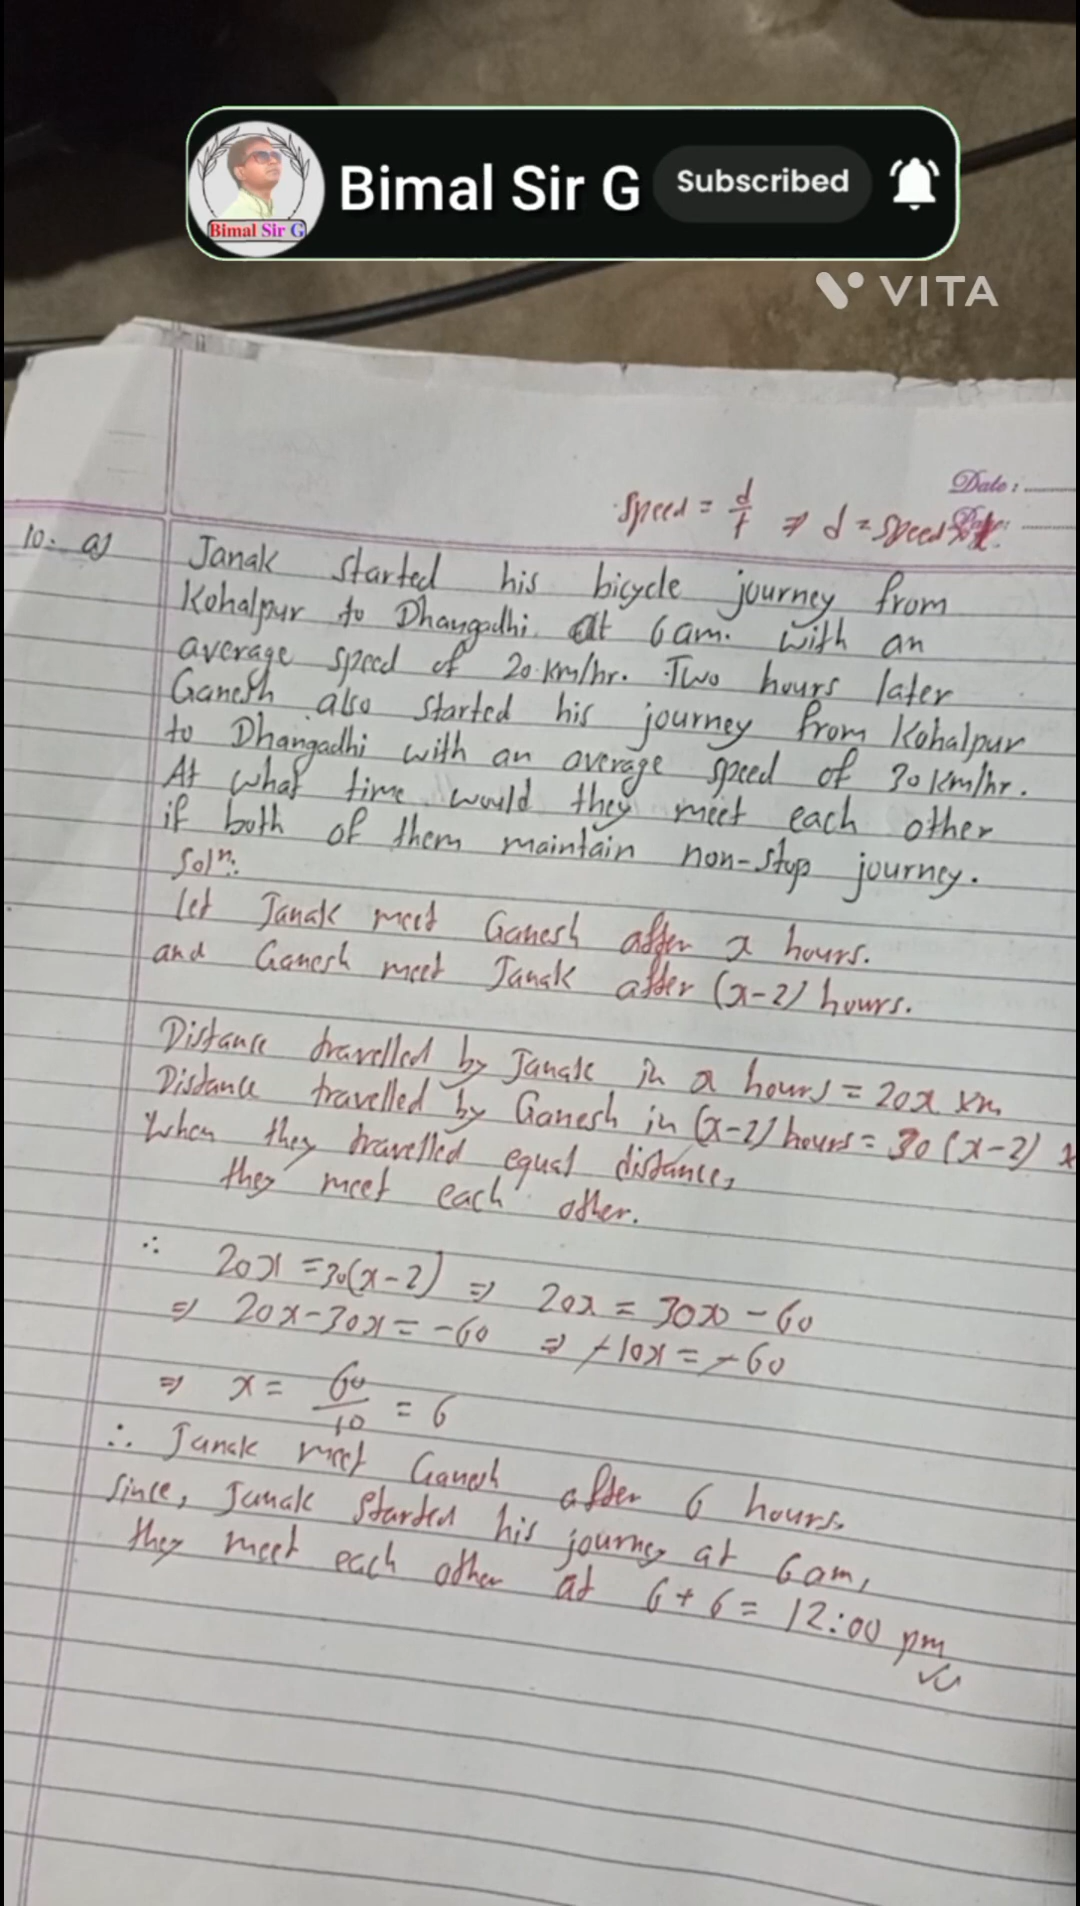 Bimal Sir G
Bimal Sir G Subscribed
VITA
Date:
Speed = d/t ⇒ d = speed × t
10. a) Janak started his bicycle journey from
Kohalpur to Dhangadhi at 6 am. with an
average speed of 20 km/hr. Two hours later
Ganesh also started his journey from Kohalpur
to Dhangadhi with an average speed of 30 km/hr.
At what time would they meet each other
if both of them maintain non-stop journey.
Solⁿ:
Let Janak meet Ganesh after x hours.
and Ganesh meet Janak after (x-2) hours.
Distance travelled by Janak in x hours = 20x km
Distance travelled by Ganesh in (x-2) hours = 30(x-2)
When they travelled equal distance,
they meet each other.
∴ 20x = 30(x-2) ⇒ 20x = 30x - 60
⇒ 20x-30x = -60 ⇒ -10x = -60
⇒ x = 60/10 = 6
∴ Janak meet Ganesh after 6 hours.
Since, Janak started his journey at 6am,
they meet each other at 6+6 = 12:00 pm